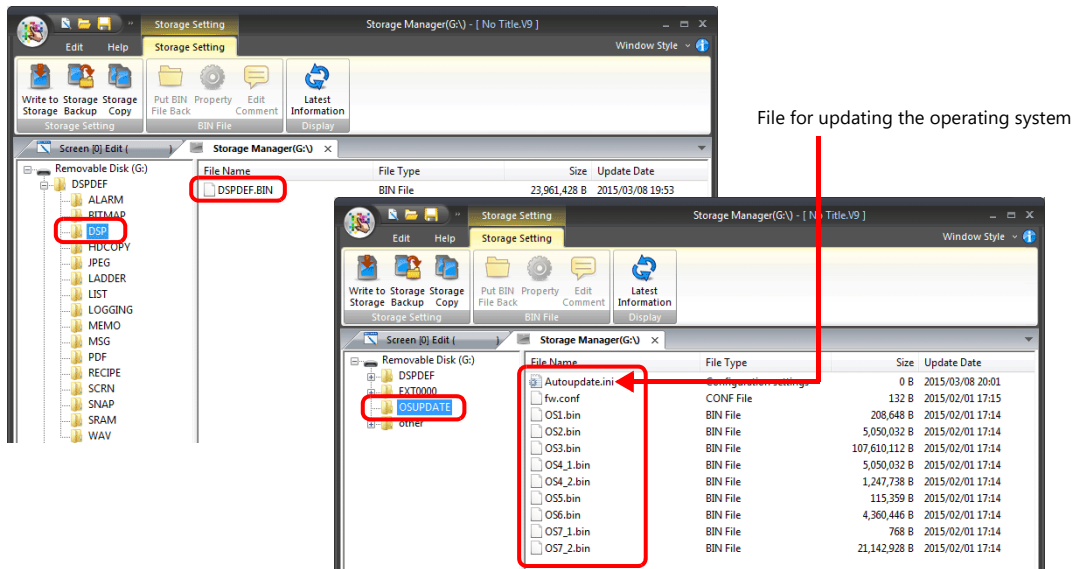 Storage Setting
Storage Manager(G:\) - [ No Title.V9 ]
Edit Help Storage Setting Window Style
Write to Storage Storage Put BIN Property Edit Latest
Storage Backup Copy File Back Comment Information
Storage Setting BIN File Display
Screen [0] Edit ( ) Storage Manager(G:\) ×
Removable Disk (G:)
DSPDEF
ALARM
BITMAP
DSP
HDCOPY
JPEG
LADDER
LIST
LOGGING
MEMO
MSG
PDF
RECIPE
SCRN
SNAP
SRAM
WAV
File Name File Type Size Update Date
DSPDEF.BIN BIN File 23,961,428 B 2015/03/08 19:53
File for updating the operating system
Storage Setting
Storage Manager(G:\) - [ No Title.V9 ]
Edit Help Storage Setting Window Style
Write to Storage Storage Put BIN Property Edit Latest
Storage Backup Copy File Back Comment Information
Storage Setting BIN File Display
Screen [0] Edit ( ) Storage Manager(G:\) ×
Removable Disk (G:)
DSPDEF
EXT0000
OSUPDATE
other
File Name File Type Size Update Date
Autoupdate.ini Configuration settings 0 B 2015/03/08 20:01
fw.conf CONF File 132 B 2015/02/01 17:15
OS1.bin BIN File 208,648 B 2015/02/01 17:14
OS2.bin BIN File 5,050,032 B 2015/02/01 17:14
OS3.bin BIN File 107,610,112 B 2015/02/01 17:14
OS4_1.bin BIN File 5,050,032 B 2015/02/01 17:14
OS4_2.bin BIN File 1,247,738 B 2015/02/01 17:14
OS5.bin BIN File 115,359 B 2015/02/01 17:14
OS6.bin BIN File 4,360,446 B 2015/02/01 17:14
OS7_1.bin BIN File 768 B 2015/02/01 17:14
OS7_2.bin BIN File 21,142,928 B 2015/02/01 17:14